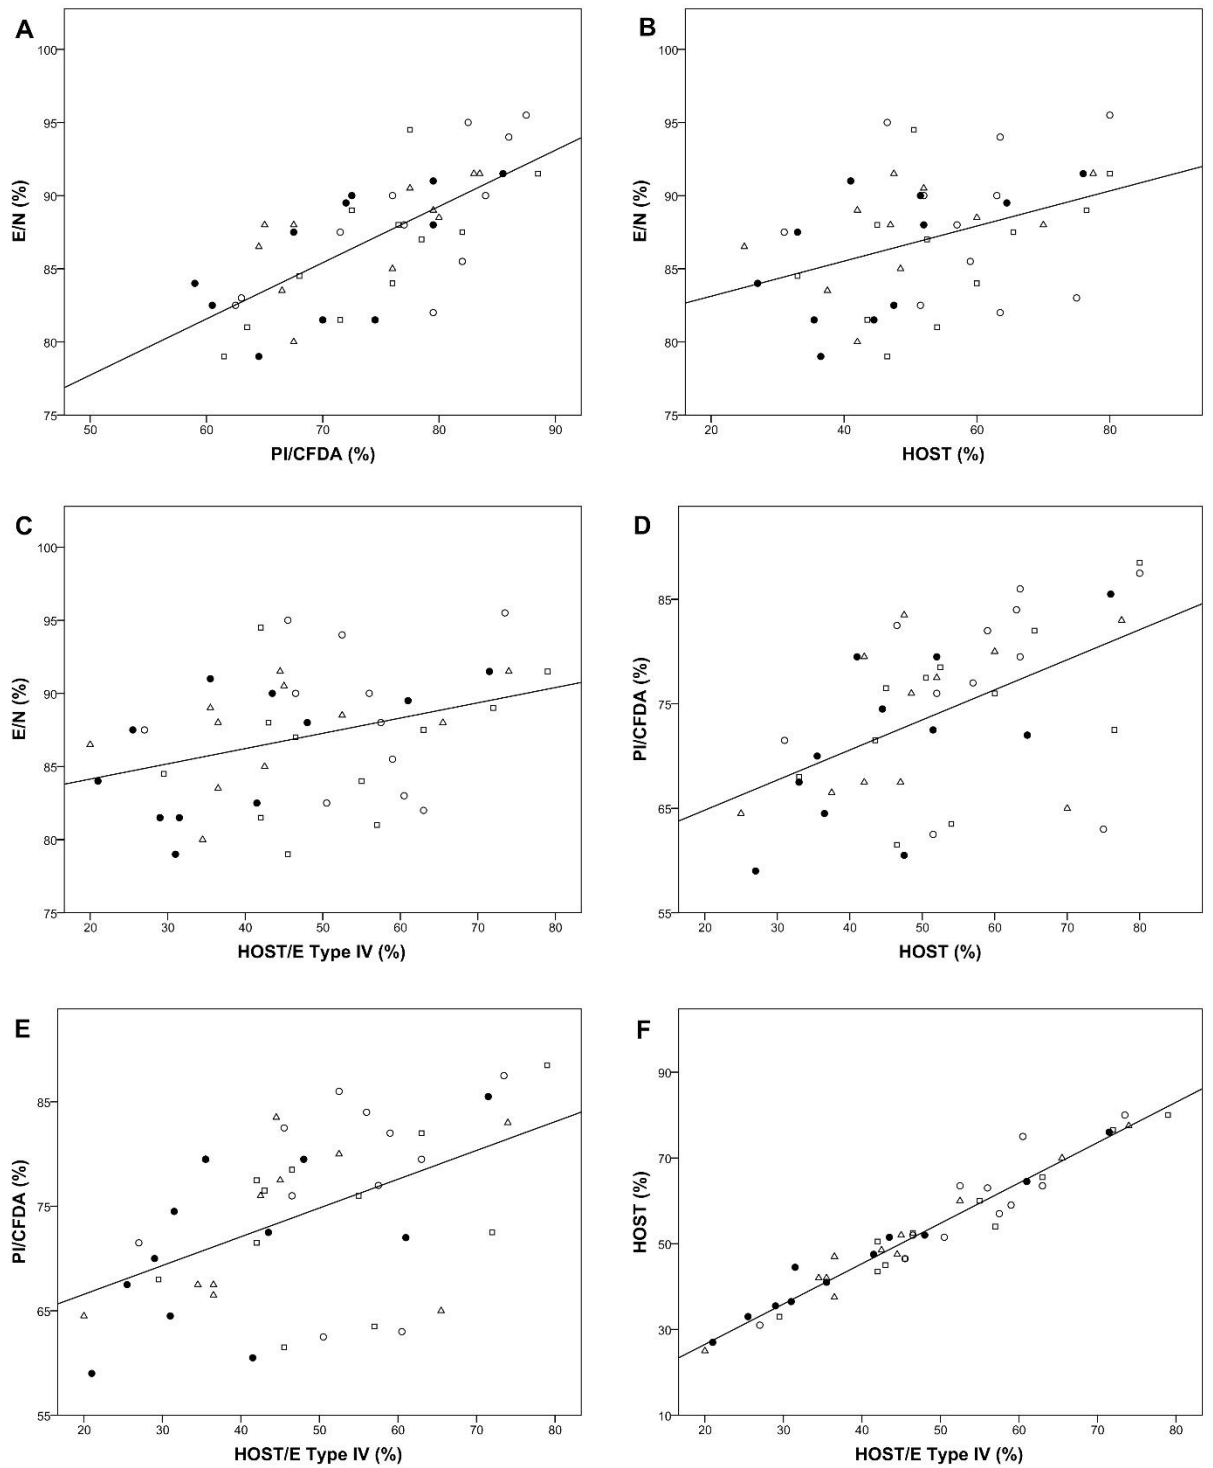 A
100
95
90
85
80
75
E/N (%)
50 60 70 80 90
PI/CFDA (%)
B
100
95
90
85
80
75
E/N (%)
20 40 60 80
HOST (%)
C
100
95
90
85
80
75
E/N (%)
20 30 40 50 60 70 80
HOST/E Type IV (%)
D
85
75
65
55
PI/CFDA (%)
20 30 40 50 60 70 80
HOST (%)
E
85
75
65
55
PI/CFDA (%)
20 30 40 50 60 70 80
HOST/E Type IV (%)
F
90
70
50
30
10
HOST (%)
20 30 40 50 60 70 80
HOST/E Type IV (%)